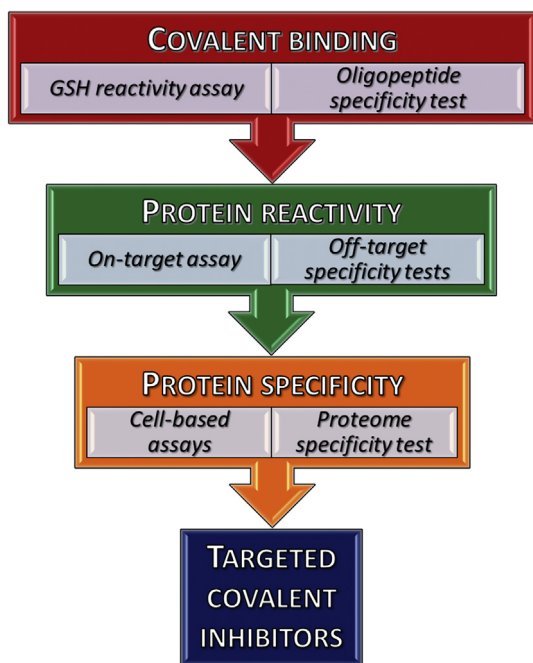 COVALENT BINDING
GSH reactivity assay
Oligopeptide
specificity test
PROTEIN REACTIVITY
On-target assay
Off-target
specificity tests
PROTEIN SPECIFICITY
Cell-based
assays
Proteome
specificity test
TARGETED
COVALENT
INHIBITORS